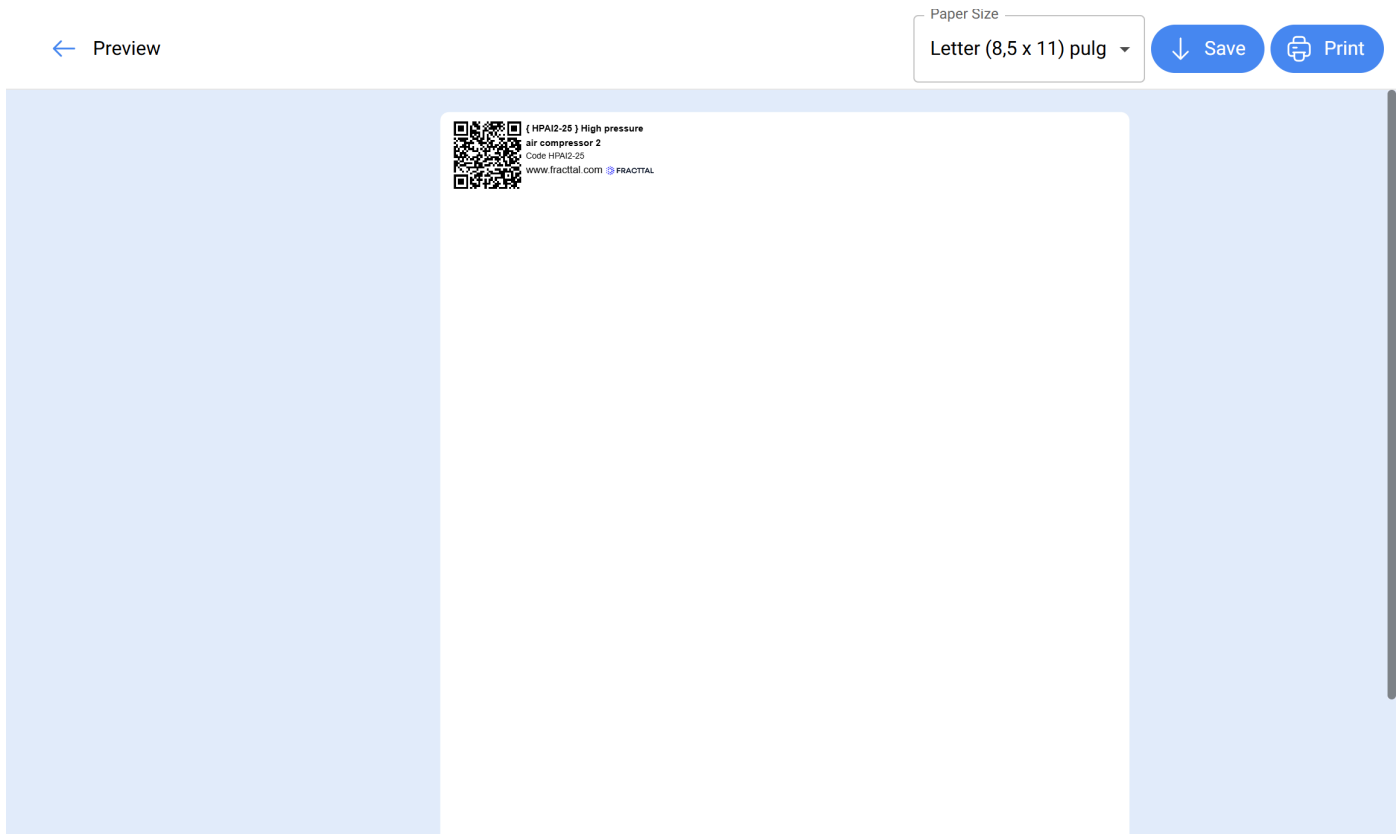 Paper Size
Preview
Letter (8,5 x 11) pulg
Save
Print
{ HPAI2-25 } High pressure
air compressor 2
Code HPAI2-25
www.fracttal.com FRACTTAL